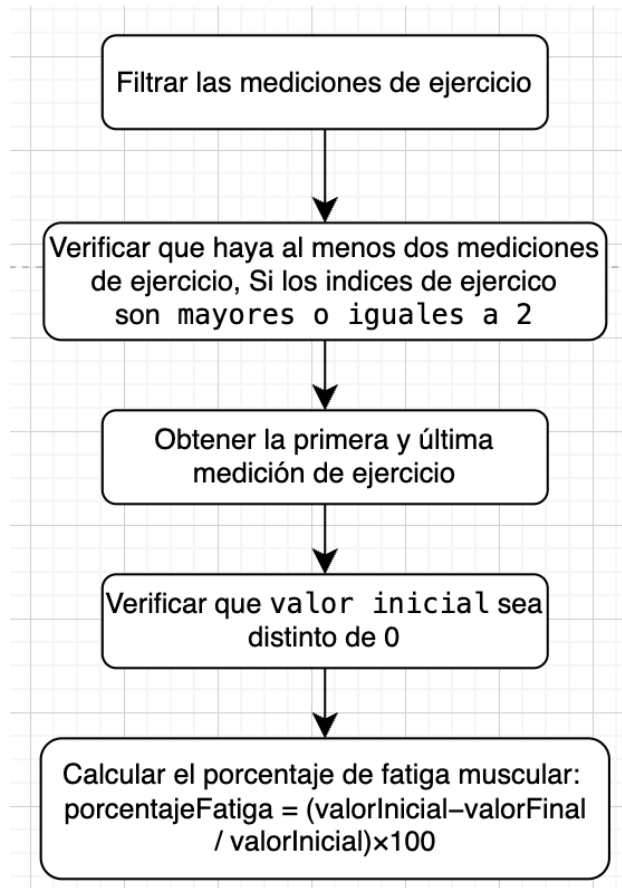 Filtrar las mediciones de ejercicio
Verificar que haya al menos dos mediciones
de ejercicio, Si los indices de ejercico
son mayores o iguales a 2
Obtener la primera y última
medición de ejercicio
Verificar que valor inicial sea
distinto de 0
Calcular el porcentaje de fatiga muscular:
porcentajeFatiga = (valorInicial−valorFinal
/ valorInicial)×100